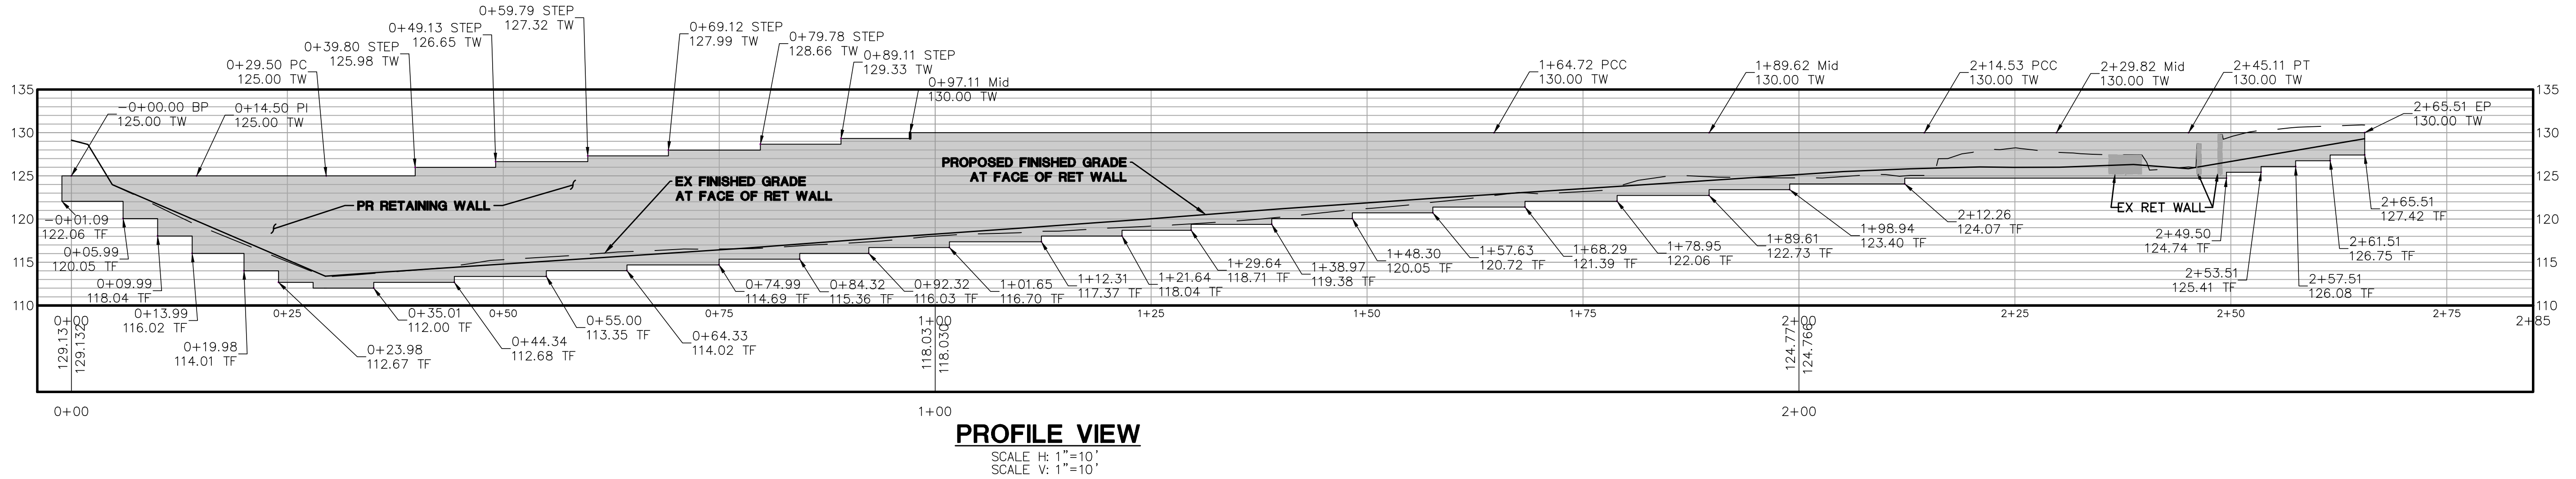 0+59.79 STEP
127.32 TW
0+49.13 STEP
126.65 TW
0+69.12 STEP
127.99 TW
0+79.78 STEP
128.66 TW
0+39.80 STEP
125.98 TW
0+89.11 STEP
129.33 TW
0+29.50 PC
125.00 TW
1+64.72 PCC
130.00 TW
1+89.62 Mid
130.00 TW
2+14.53 PCC
130.00 TW
2+29.82 Mid
130.00 TW
2+45.11 PT
130.00 TW
0+97.11 Mid
130.00 TW
135
135
-0+00.00 BP
125.00 TW
0+14.50 PI
125.00 TW
2+65.51 EP
130.00 TW
130
130
PROPOSED FINISHED GRADE
AT FACE OF RET WALL
125
125
EX FINISHED GRADE
AT FACE OF RET WALL
PR RETAINING WALL
EX RET WALL
120
120
-0+01.09
122.06 TF
2+65.51
127.42 TF
2+12.26
124.07 TF
1+98.94
123.40 TF
2+49.50
124.74 TF
1+89.61
122.73 TF
2+61.51
126.75 TF
0+05.99
120.05 TF
1+48.30
120.05 TF
1+57.63
120.72 TF
1+68.29
121.39 TF
1+78.95
122.06 TF
115
115
1+29.64
118.71 TF
1+38.97
119.38 TF
2+53.51
125.41 TF
2+57.51
126.08 TF
0+09.99
118.04 TF
0+74.99
114.69 TF
0+84.32
115.36 TF
0+92.32
116.03 TF
1+01.65
116.70 TF
1+12.31
117.37 TF
1+21.64
118.04 TF
110
110
0+13.99
116.02 TF
0+35.01
112.00 TF
0+55.00
113.35 TF
0+00
0+25
0+50
0+75
1+00
1+25
1+50
1+75
2+00
2+25
2+50
2+75
2+85
0+19.98
114.01 TF
0+23.98
112.67 TF
0+44.34
112.68 TF
0+64.33
114.02 TF
129.13
129.132
118.03
118.030
124.77
124.766
0+00
1+00
2+00
PROFILE VIEW
SCALE H: 1"=10'
SCALE V: 1"=10'